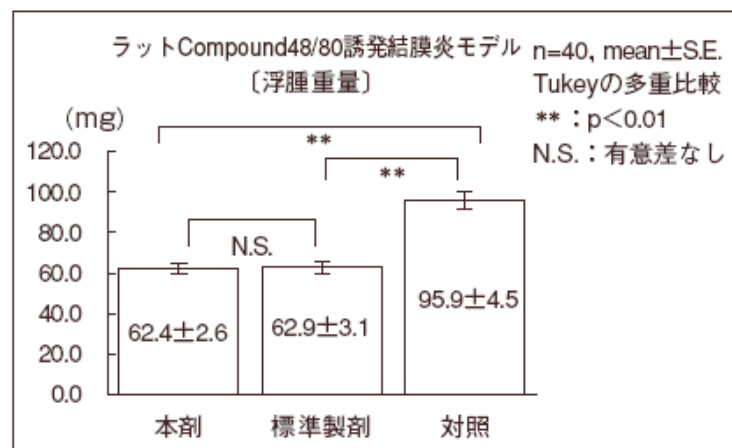 ラットCompound48/80誘発結膜炎モデル
〔浮腫重量〕
n=40, mean±S.E.
Tukeyの多重比較
**：p<0.01
N.S.：有意差なし
(mg)
**
**
N.S.
120.0
100.0
80.0
60.0
40.0
20.0
0.0
62.4±2.6
62.9±3.1
95.9±4.5
本剤
標準製剤
対照